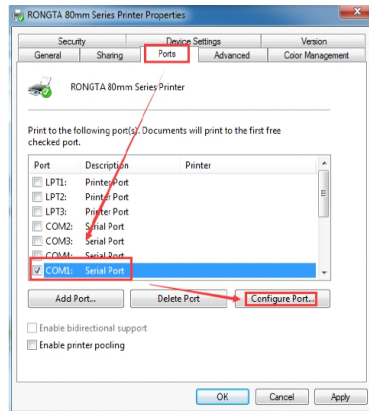 RONGTA 80mm Series Printer Properties
Security Device Settings Version
General Sharing Ports Advanced Color Management
RONGTA 80mm Series Printer
Print to the following port(s). Documents will print to the first free
checked port.
Port Description Printer
LPT1: Printer Port
LPT2: Printer Port
LPT3: Printer Port
COM2: Serial Port
COM3: Serial Port
COM4: Serial Port
COM1: Serial Port
Add Port... Delete Port Configure Port...
Enable bidirectional support
Enable printer pooling
OK Cancel Apply